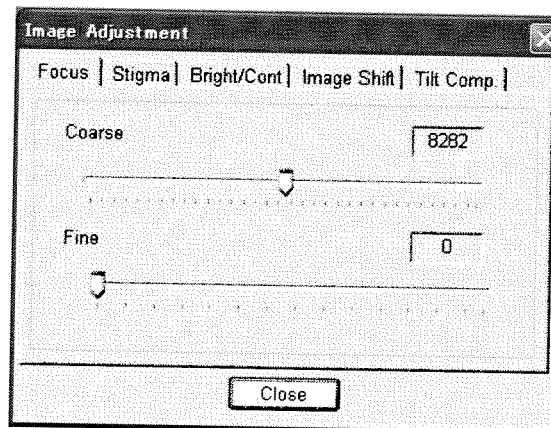 Image Adjustment
Focus Stigma Bright/Cont Image Shift Tilt Comp.
Coarse 8282
Fine 0
Close